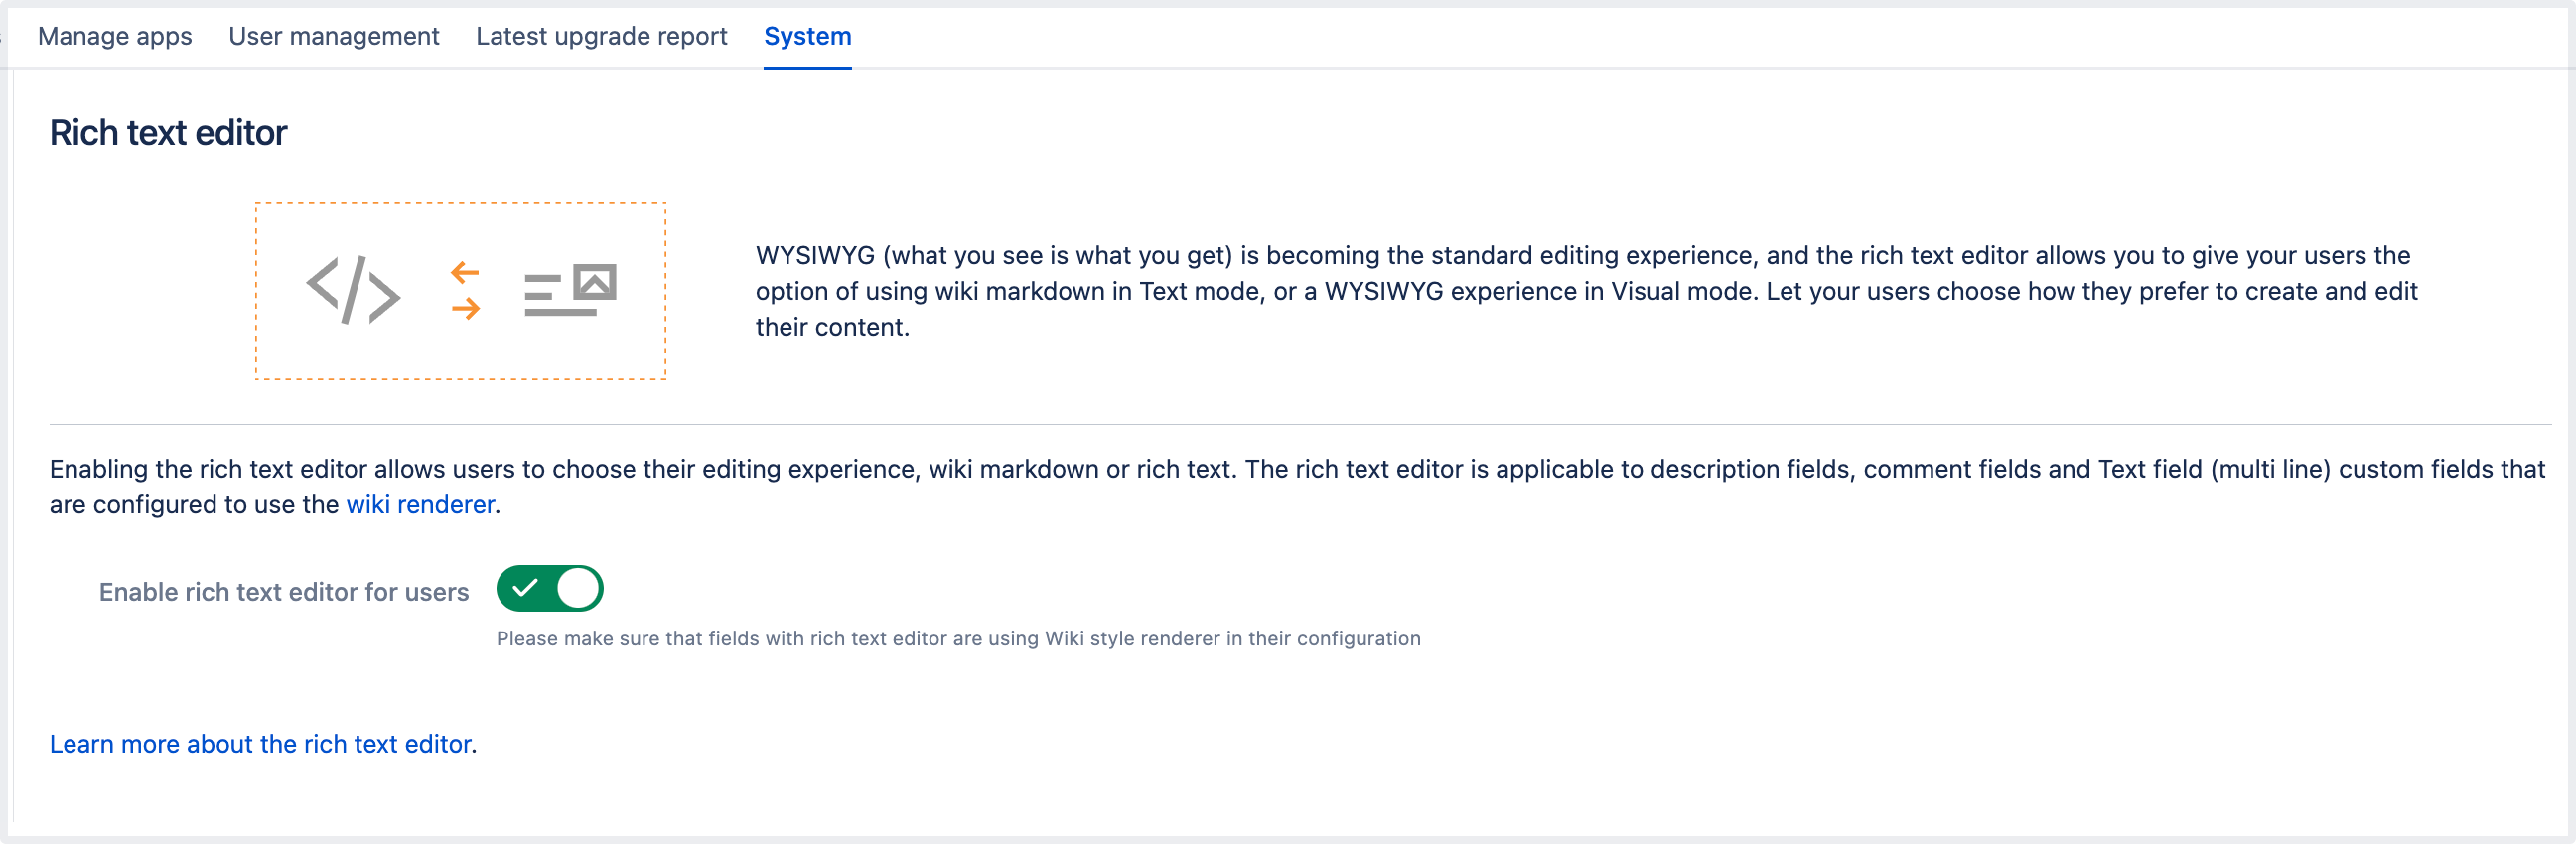 Manage apps User management Latest upgrade report System
Rich text editor
WYSIWYG (what you see is what you get) is becoming the standard editing experience, and the rich text editor allows you to give your users the
option of using wiki markdown in Text mode, or a WYSIWYG experience in Visual mode. Let your users choose how they prefer to create and edit
their content.
Enabling the rich text editor allows users to choose their editing experience, wiki markdown or rich text. The rich text editor is applicable to description fields, comment fields and Text field (multi line) custom fields that
are configured to use the wiki renderer.
Enable rich text editor for users
Please make sure that fields with rich text editor are using Wiki style renderer in their configuration
Learn more about the rich text editor.